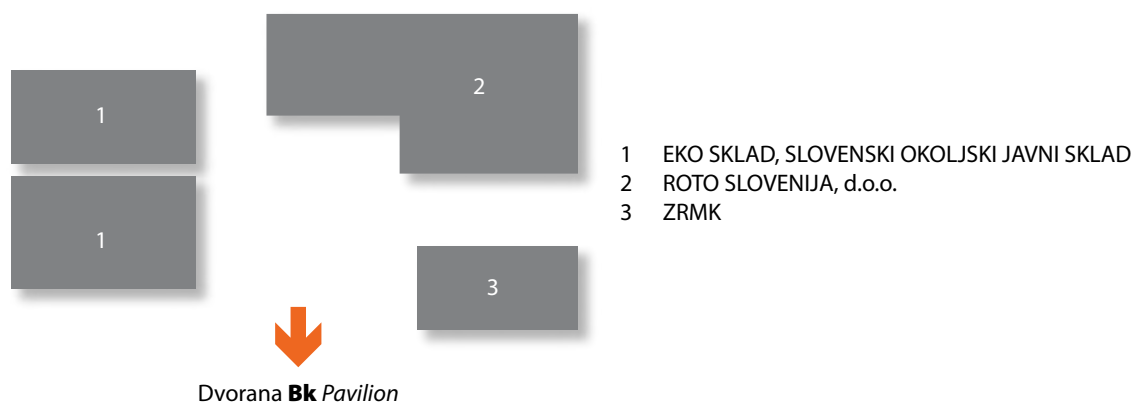 1
2
1
3
1 EKO SKLAD, SLOVENSKI OKOLJSKI JAVNI SKLAD
2 ROTO SLOVENIJA, d.o.o.
3 ZRMK
Dvorana Bk Pavilion